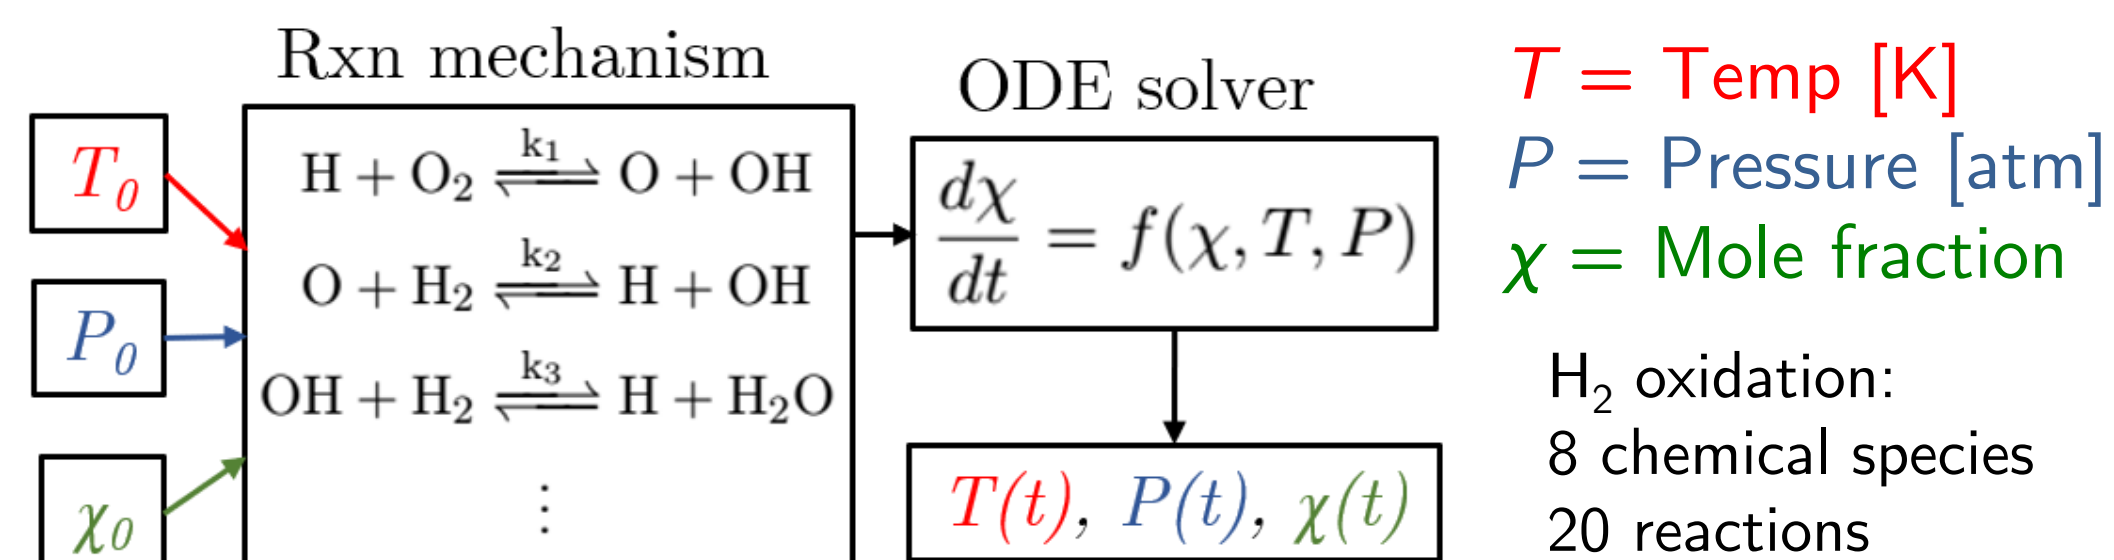 Rxn mechanism
T₀
P₀
χ₀
H + O₂ ⇌ O + OH
k₁
O + H₂ ⇌ H + OH
k₂
OH + H₂ ⇌ H + H₂O
k₃
⋮
ODE solver
dχ/dt = f(χ, T, P)
T(t), P(t), χ(t)
T = Temp [K]
P = Pressure [atm]
χ = Mole fraction
H₂ oxidation:
8 chemical species
20 reactions